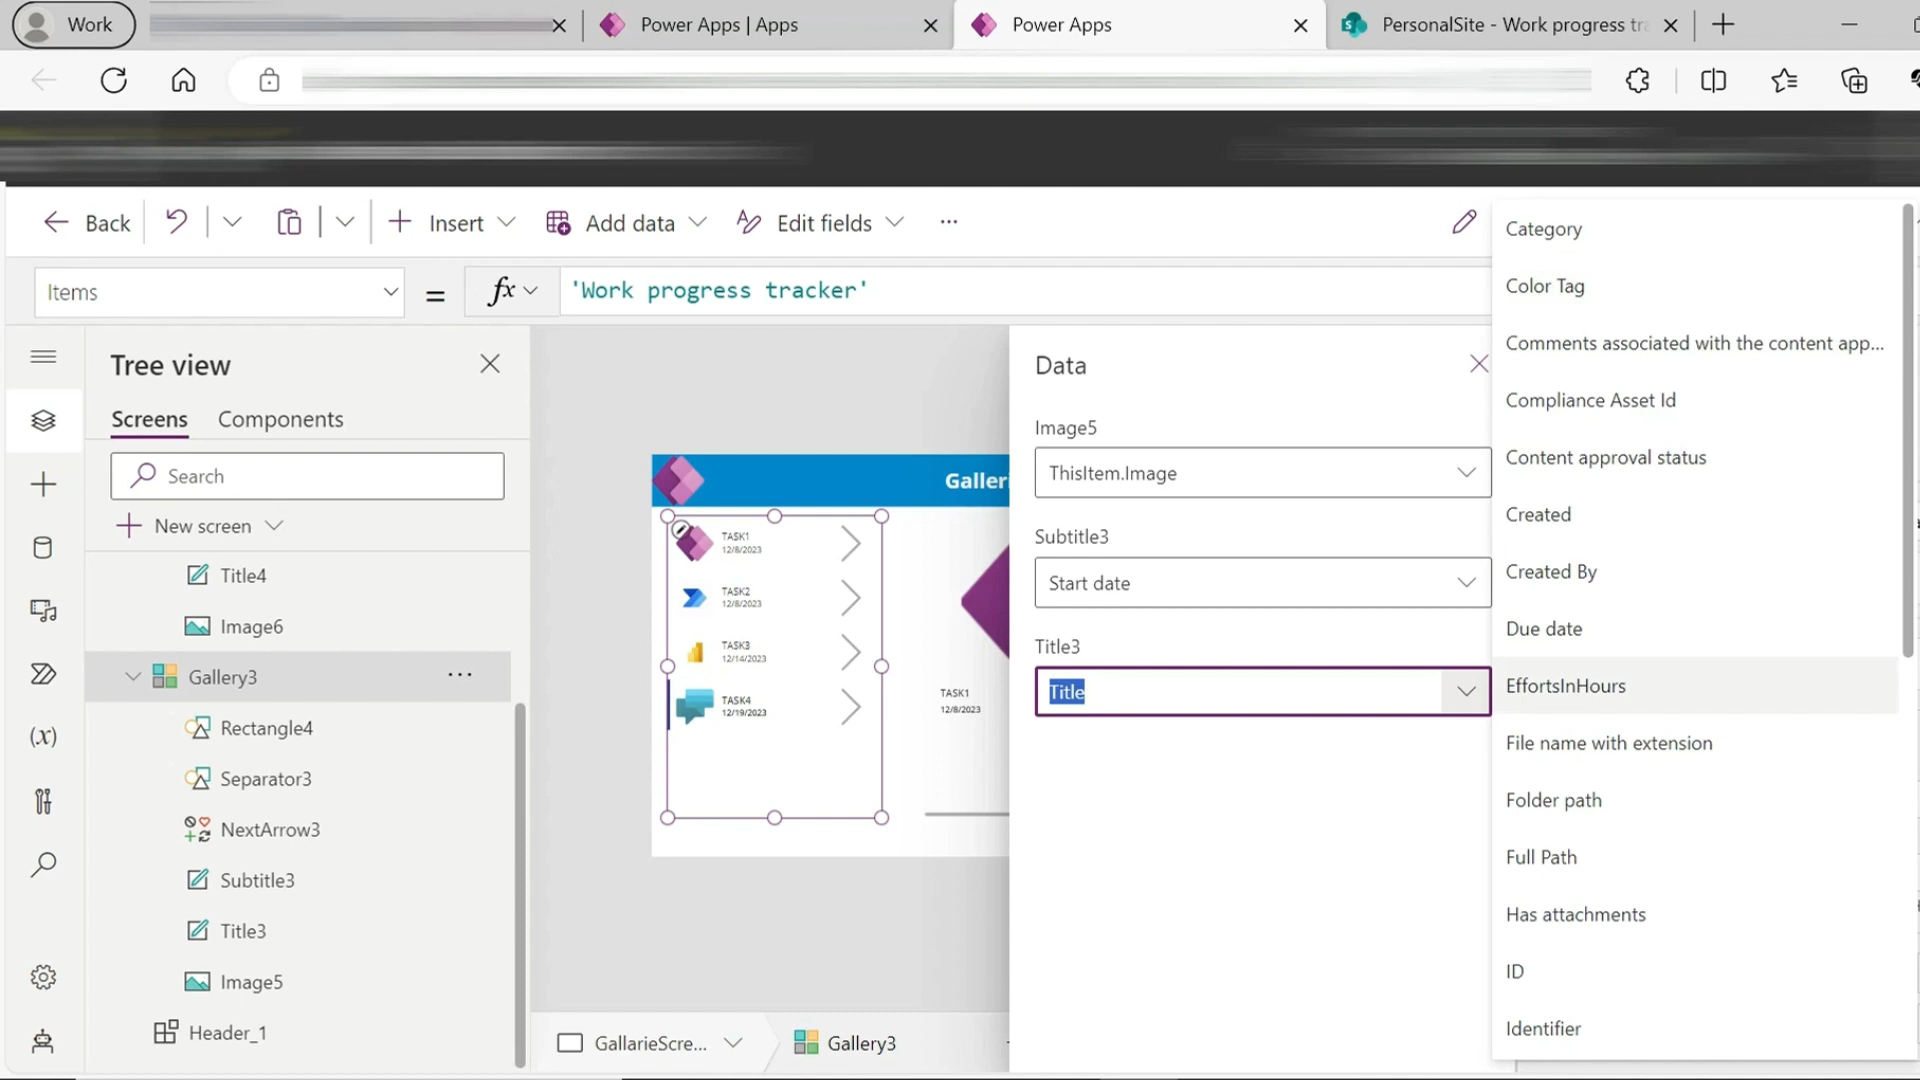 Work
Power Apps | Apps
Power Apps
PersonalSite - Work progress tra
Back
Insert
Add data
Edit fields
Items
=
fx
'Work progress tracker'
Tree view
Screens
Components
Search
New screen
Title4
Image6
Gallery3
Rectangle4
Separator3
NextArrow3
Subtitle3
Title3
Image5
Header_1
(x)
Galleri
TASK1
12/8/2023
TASK2
12/8/2023
TASK3
12/14/2023
TASK4
12/19/2023
TASK1
12/8/2023
GallarieScre...
Gallery3
Data
Image5
ThisItem.Image
Subtitle3
Start date
Title3
Title
Category
Color Tag
Comments associated with the content app...
Compliance Asset Id
Content approval status
Created
Created By
Due date
EffortsInHours
File name with extension
Folder path
Full Path
Has attachments
ID
Identifier